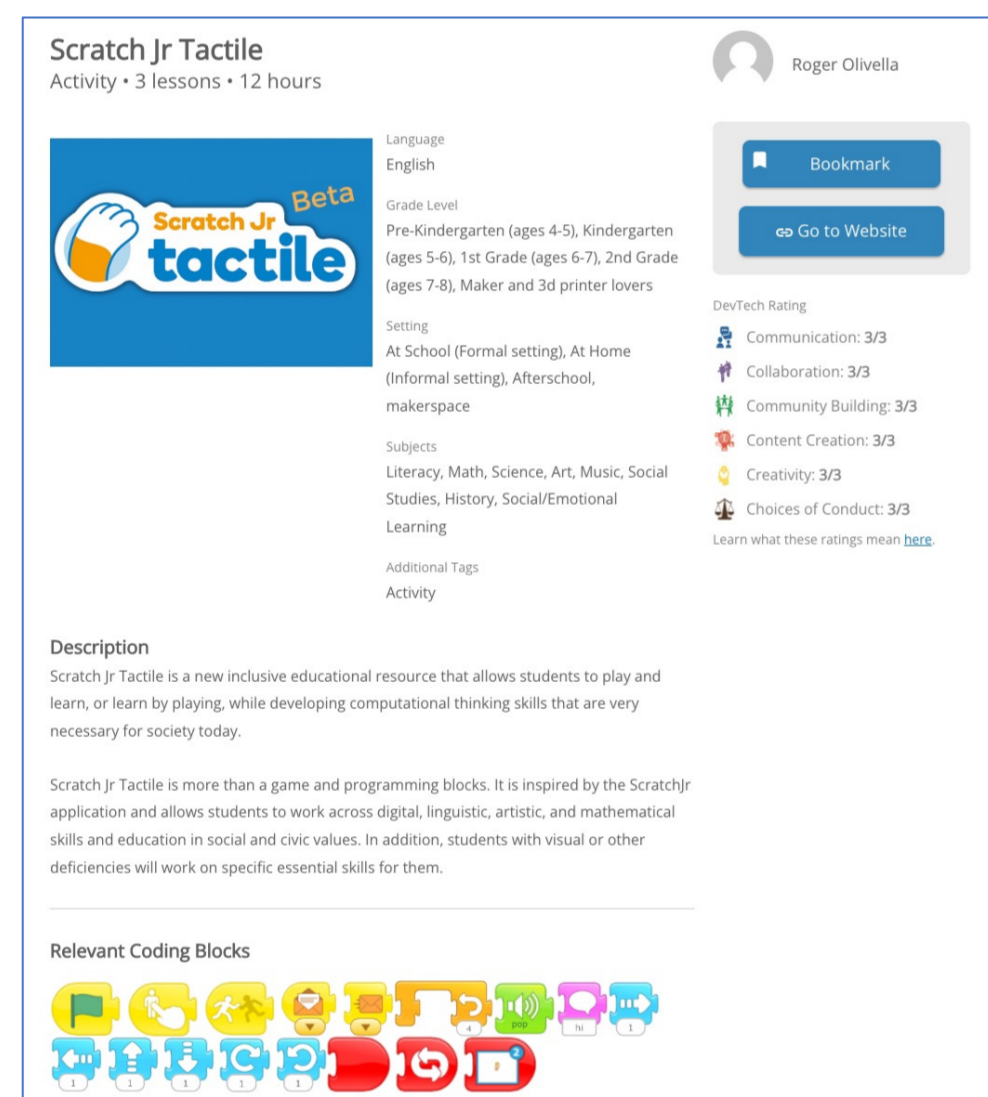 Scratch Jr Tactile
Activity • 3 lessons • 12 hours
Roger Olivella
Scratch Jr
tactile
Beta
Language
English
Grade Level
Pre-Kindergarten (ages 4-5), Kindergarten
(ages 5-6), 1st Grade (ages 6-7), 2nd Grade
(ages 7-8), Maker and 3d printer lovers
Setting
At School (Formal setting), At Home
(Informal setting), Afterschool,
makerspace
Subjects
Literacy, Math, Science, Art, Music, Social
Studies, History, Social/Emotional
Learning
Additional Tags
Activity
Bookmark
Go to Website
DevTech Rating
Communication: 3/3
Collaboration: 3/3
Community Building: 3/3
Content Creation: 3/3
Creativity: 3/3
Choices of Conduct: 3/3
Learn what these ratings mean here.
Description
Scratch Jr Tactile is a new inclusive educational resource that allows students to play and
learn, or learn by playing, while developing computational thinking skills that are very
necessary for society today.
Scratch Jr Tactile is more than a game and programming blocks. It is inspired by the ScratchJr
application and allows students to work across digital, linguistic, artistic, and mathematical
skills and education in social and civic values. In addition, students with visual or other
deficiencies will work on specific essential skills for them.
Relevant Coding Blocks
4 pop hi 1
1 1 1 1 1 2